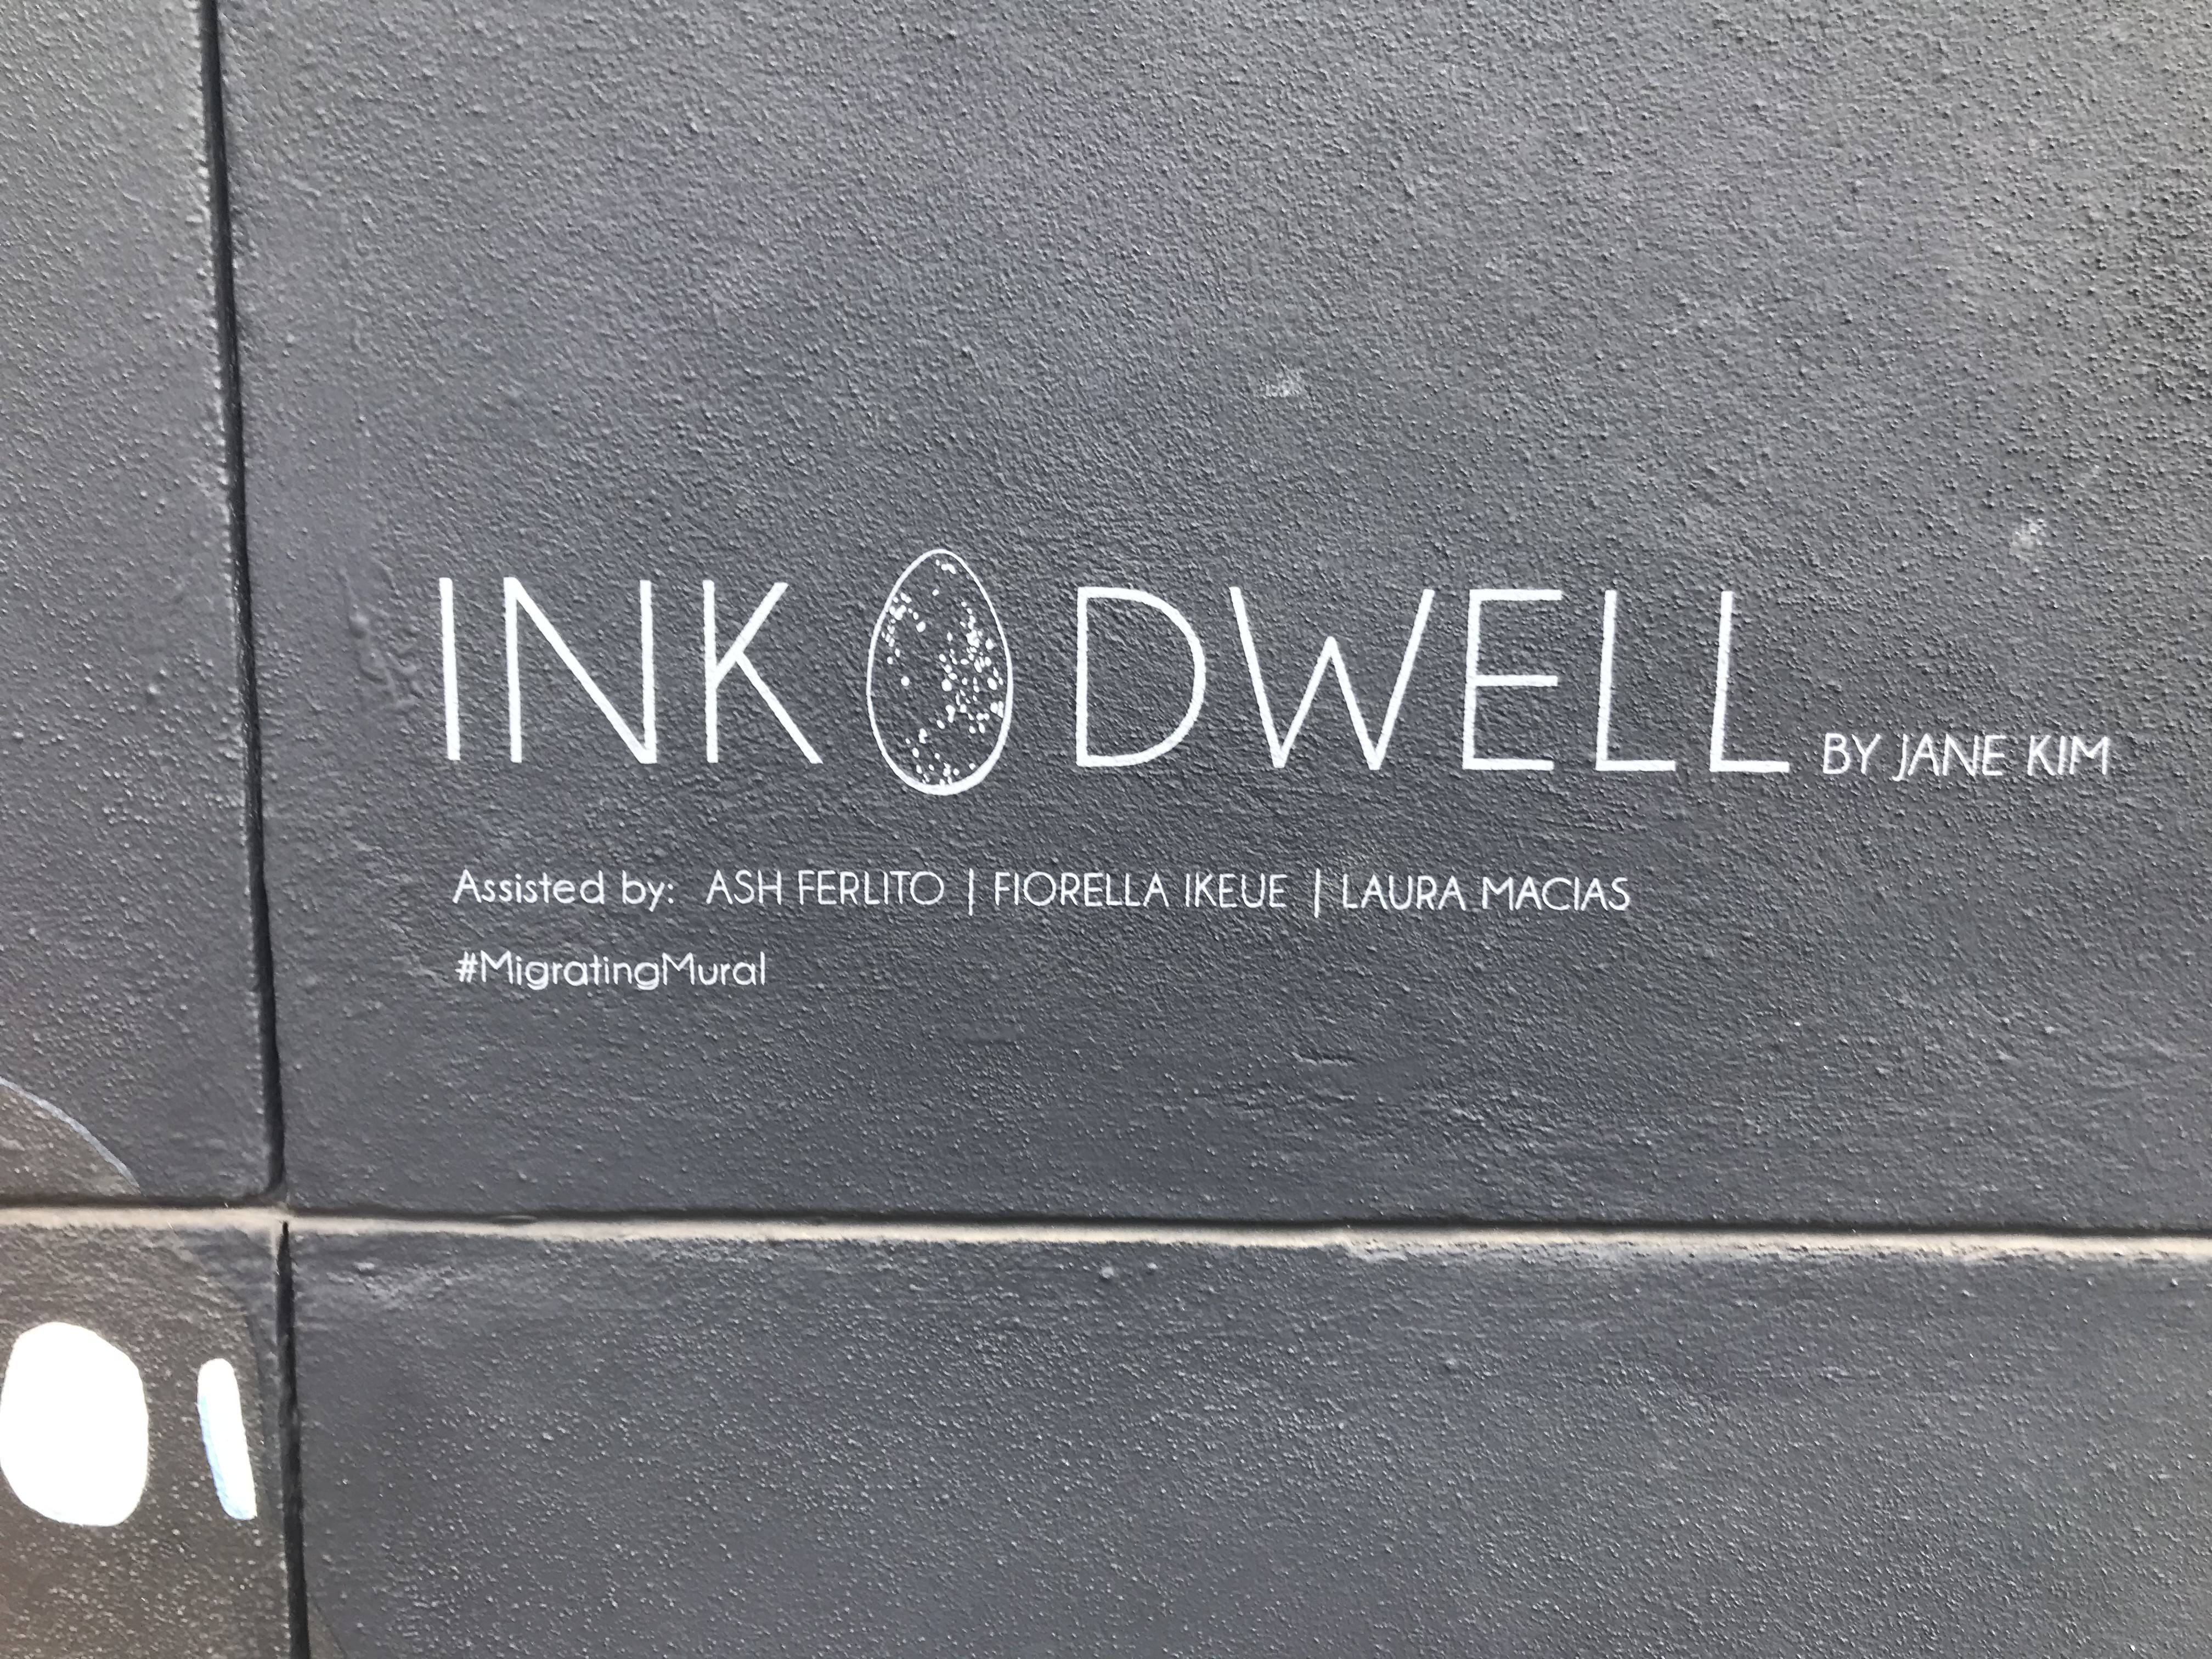 INK DWELL BY JANE KIM
Assisted by: ASH FERLITO | FIORELLA IKEUE | LAURA MACIAS
#MigratingMural